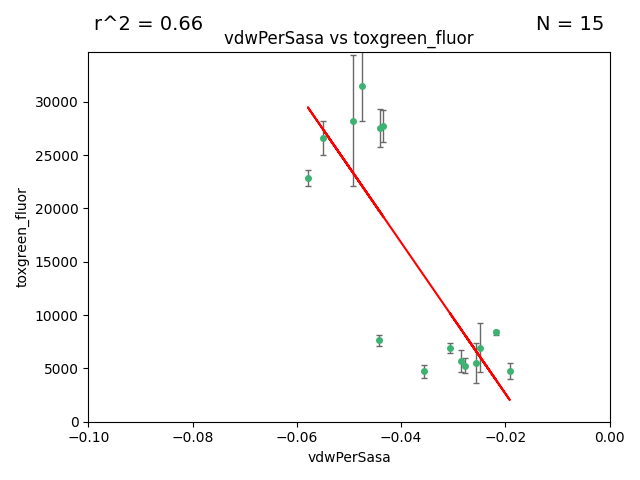 r^2 = 0.66
N = 15
vdwPerSasa vs toxgreen_fluor
30000
25000
20000
15000
10000
5000
0
toxgreen_fluor
−0.10
−0.08
−0.06
−0.04
−0.02
0.00
vdwPerSasa